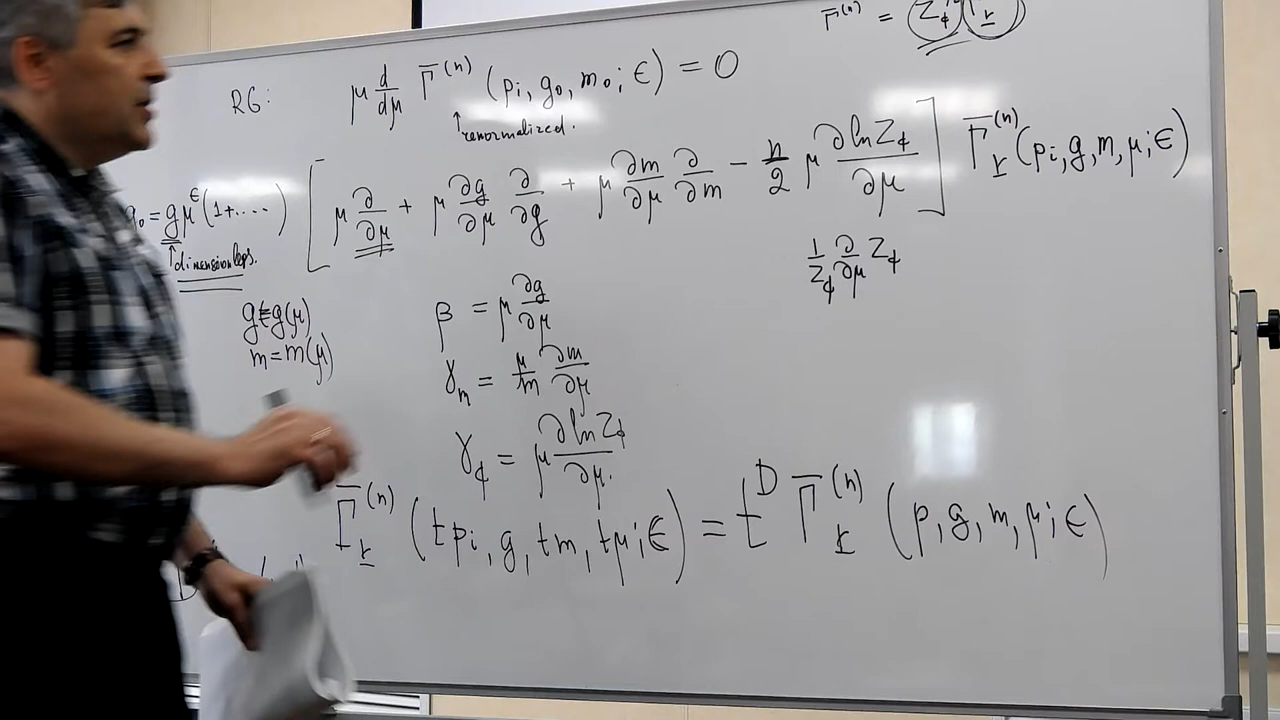 Γ⁽ⁿ⁾ = Z_ϕ Γ_r
RG: μ d/dμ Γ⁽ⁿ⁾ (p_i, g_0, m_0; ϵ) = 0
↑ renormalized.
g_0 = gμ^ϵ (1+....) [ μ ∂/∂μ + μ ∂g/∂μ ∂/∂g + μ ∂m/∂μ ∂/∂m − n/2 μ ∂lnZ_ϕ/∂μ ] Γ_r⁽ⁿ⁾ (p_i, g, m, μ; ϵ)
↑ dimensionless.
1/Z_ϕ ∂/∂μ Z_ϕ
g = g(μ)
m = m(μ)
β = μ ∂g/∂μ
γ_m = μ/m ∂m/∂μ
γ_ϕ = μ ∂lnZ_ϕ/∂μ.
Γ_r⁽ⁿ⁾ (tp_i, g, tm, tμ; ϵ) = t^D Γ_r⁽ⁿ⁾ (p, g, m, μ; ϵ)